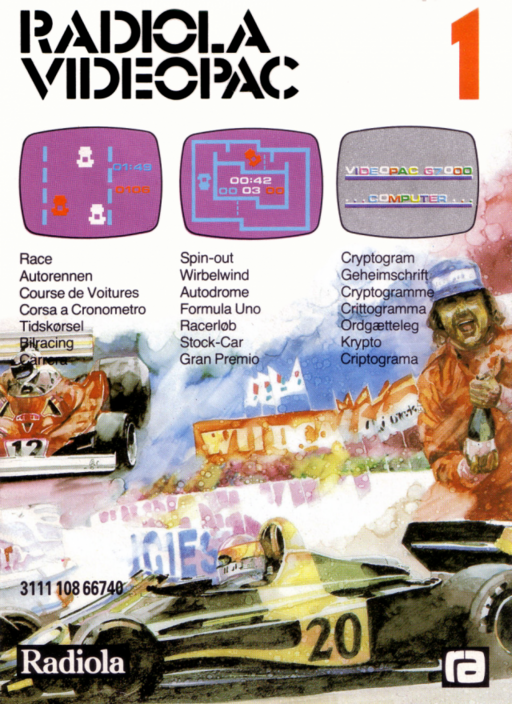 RADIOLA
VIDEOPAC
1
01:49
00:42
00 03 00
VIDEOPAC G7000
COMPUTER
Race
Autorennen
Course de Voitures
Corsa a Cronometro
Tidskørsel
Bilracing
Carrera
Spin-out
Wirbelwind
Autodrome
Formula Uno
Racerløb
Stock-Car
Gran Premio
Cryptogram
Geheimschrift
Cryptogramme
Crittogramma
Ordgætteleg
Krypto
Criptograma
12
3111 108 66740
20
Radiola
ra